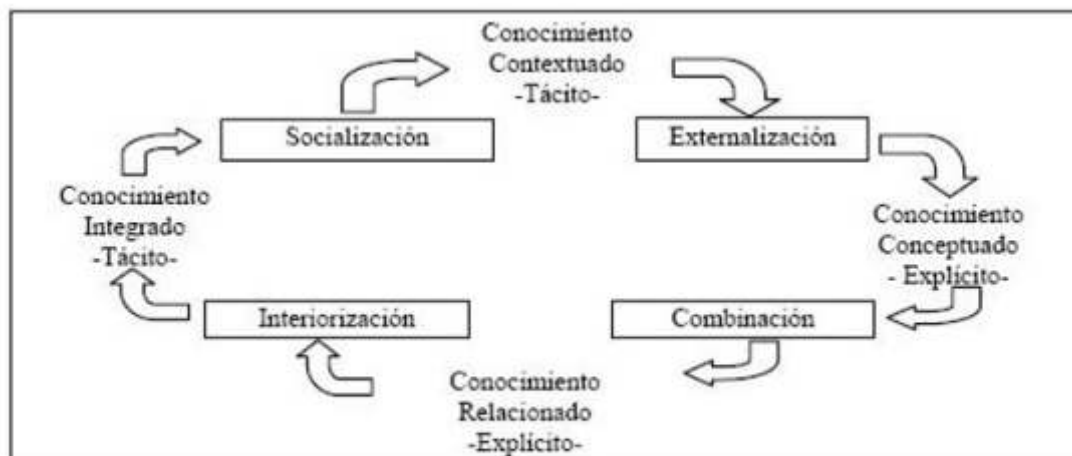 Conocimiento
Contextuado
-Tácito-
Socialización
Externalización
Conocimiento
Integrado
-Tácito-
Conocimiento
Conceptuado
- Explícito-
Interiorización
Combinación
Conocimiento
Relacionado
-Explícito-